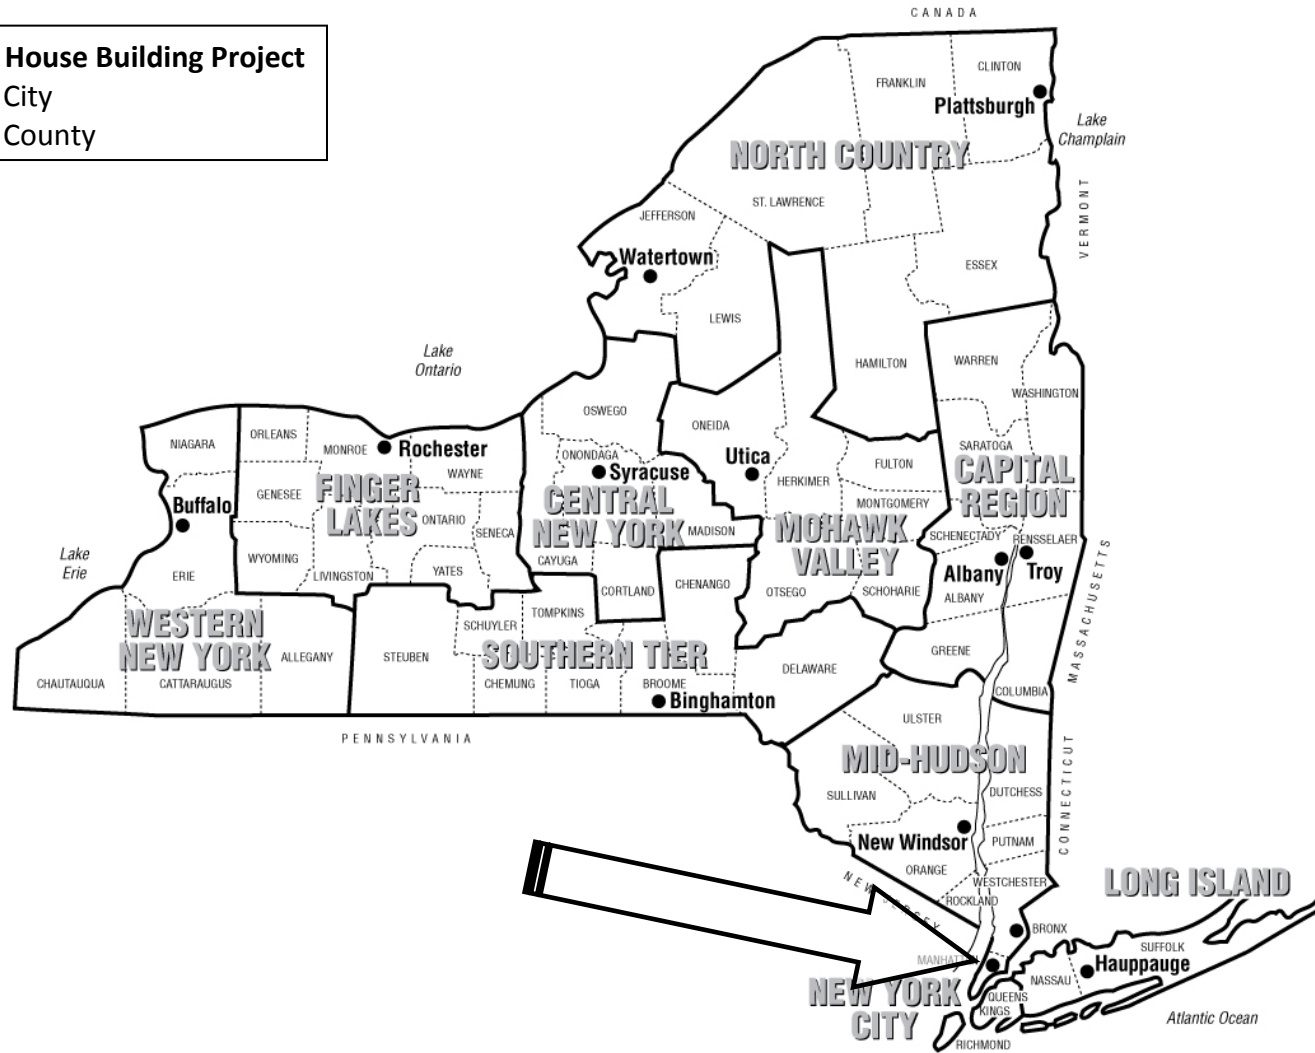 House Building Project
City
County
CANADA
CLINTON
FRANKLIN
Plattsburgh
Lake
Champlain
NORTH COUNTRY
VERMONT
ST. LAWRENCE
JEFFERSON
Watertown
ESSEX
LEWIS
Lake
Ontario
HAMILTON
WARREN
WASHINGTON
OSWEGO
ONEIDA
NIAGARA
ORLEANS
MONROE
Rochester
ONONDAGA
Syracuse
Utica
SARATOGA
WAYNE
HERKIMER
FULTON
CAPITAL
REGION
GENESEE
FINGER
LAKES
CENTRAL
NEW YORK
MONTGOMERY
Buffalo
ONTARIO
SENECA
MADISON
MOHAWK
VALLEY
SCHENECTADY
RENSSELAER
Lake
Erie
WYOMING
CAYUGA
ERIE
LIVINGSTON
YATES
CORTLAND
CHENANGO
OTSEGO
SCHOHARIE
Albany
Troy
ALBANY
MASSACHUSETTS
WESTERN
NEW YORK
TOMPKINS
SCHUYLER
ALLEGANY
STEUBEN
SOUTHERN TIER
DELAWARE
GREENE
CHAUTAUQUA
CATTARAUGUS
CHEMUNG
TIOGA
BROOME
Binghamton
COLUMBIA
PENNSYLVANIA
ULSTER
MID-HUDSON
CONNECTICUT
SULLIVAN
DUTCHESS
New Windsor
PUTNAM
ORANGE
WESTCHESTER
LONG ISLAND
ROCKLAND
BRONX
SUFFOLK
MANHATT
NASSAU
Hauppauge
NEW YORK
CITY
QUEENS
KINGS
Atlantic Ocean
RICHMOND